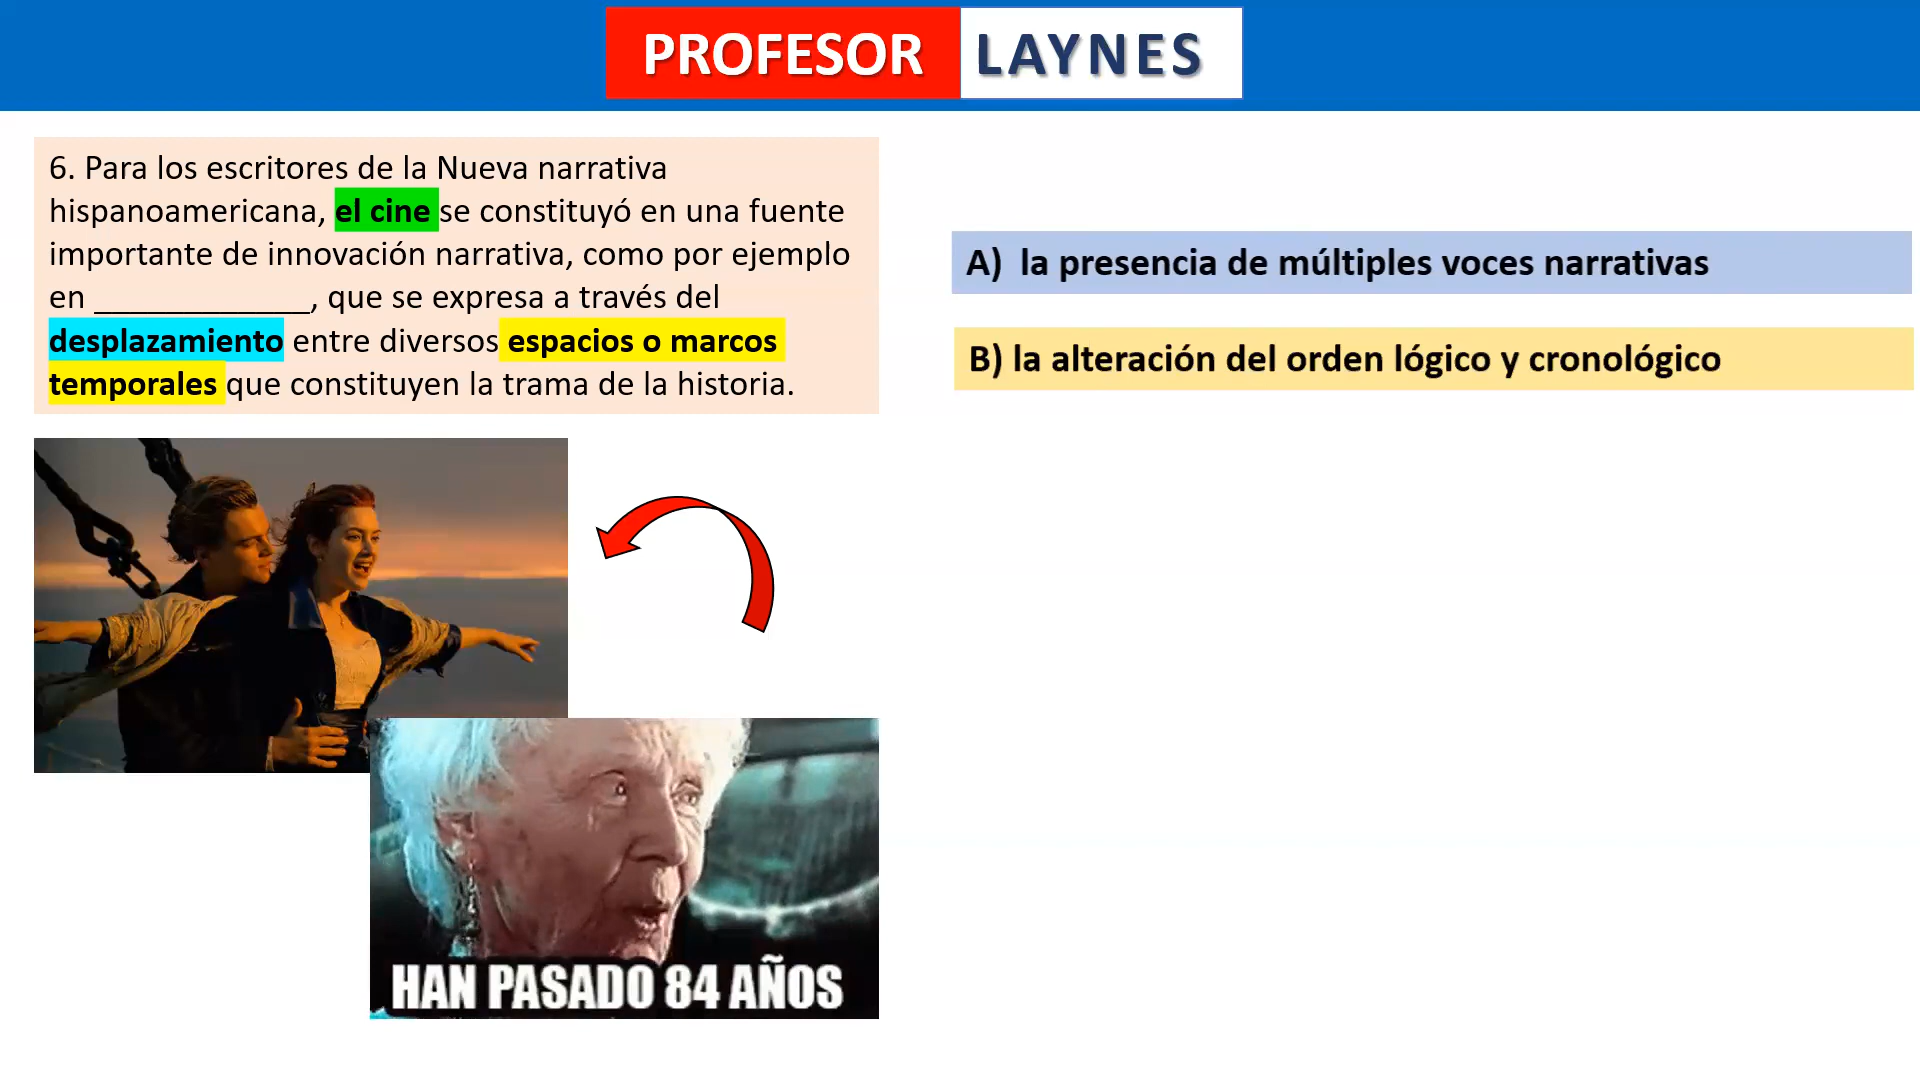 PROFESOR LAYNES
6. Para los escritores de la Nueva narrativa
hispanoamericana, el cine se constituyó en una fuente
importante de innovación narrativa, como por ejemplo
en _____________, que se expresa a través del
desplazamiento entre diversos espacios o marcos
temporales que constituyen la trama de la historia.
A) la presencia de múltiples voces narrativas
B) la alteración del orden lógico y cronológico
HAN PASADO 84 AÑOS